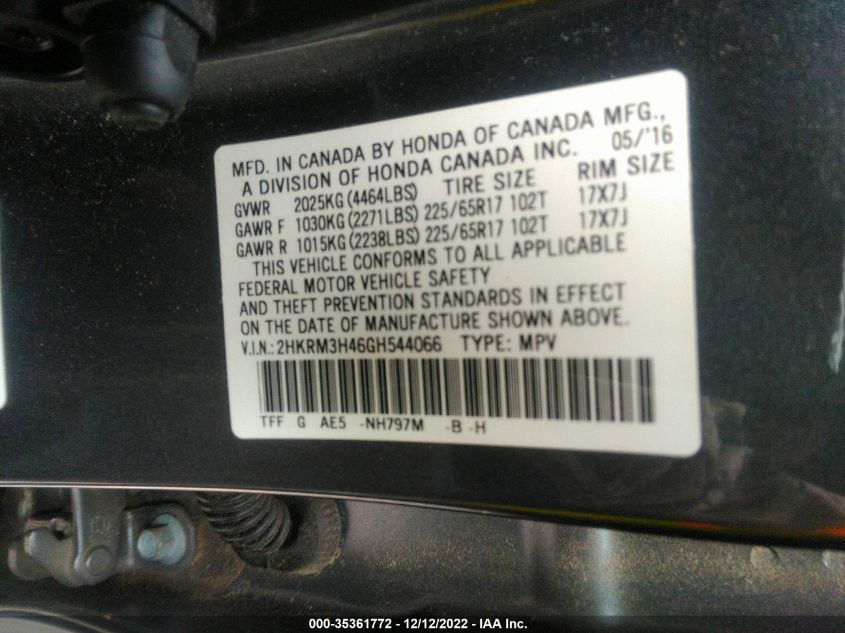 MFD. IN CANADA BY HONDA OF CANADA MFG.,
A DIVISION OF HONDA CANADA INC. 05/'16
GVWR 2025KG(4464LBS) TIRE SIZE RIM SIZE
GAWR F 1030KG(2271LBS) 225/65R17 102T 17X7J
GAWR R 1015KG(2238LBS) 225/65R17 102T 17X7J
THIS VEHICLE CONFORMS TO ALL APPLICABLE
FEDERAL MOTOR VEHICLE SAFETY
AND THEFT PREVENTION STANDARDS IN EFFECT
ON THE DATE OF MANUFACTURE SHOWN ABOVE.
V.I.N.:2HKRM3H46GH544066 TYPE: MPV
TFF G AE5 -NH797M -B -H
000-35361772 - 12/12/2022 - IAA Inc.